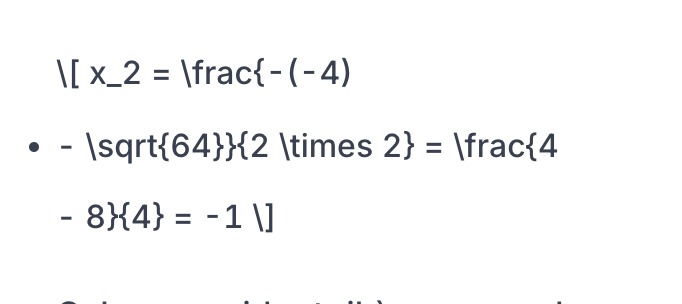 \[ x_2 = \frac{-(-4)
• - \sqrt{64}}{2 \times 2} = \frac{4
- 8}{4} = -1 \]